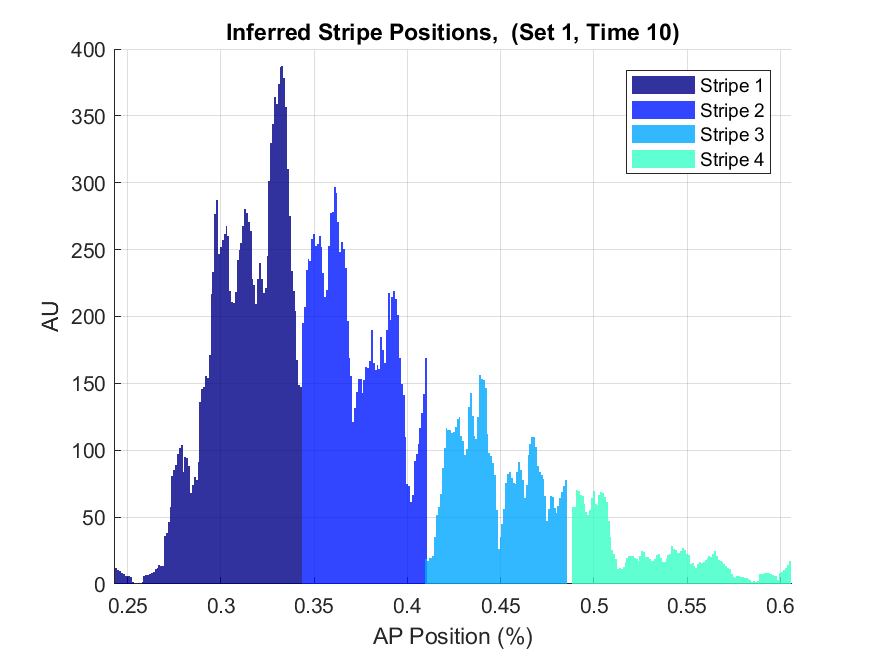 Inferred Stripe Positions,  (Set 1, Time 10)
400
350
300
250
200
150
100
50
0
AU
0.25 0.3 0.35 0.4 0.45 0.5 0.55 0.6
AP Position (%)
Stripe 1
Stripe 2
Stripe 3
Stripe 4